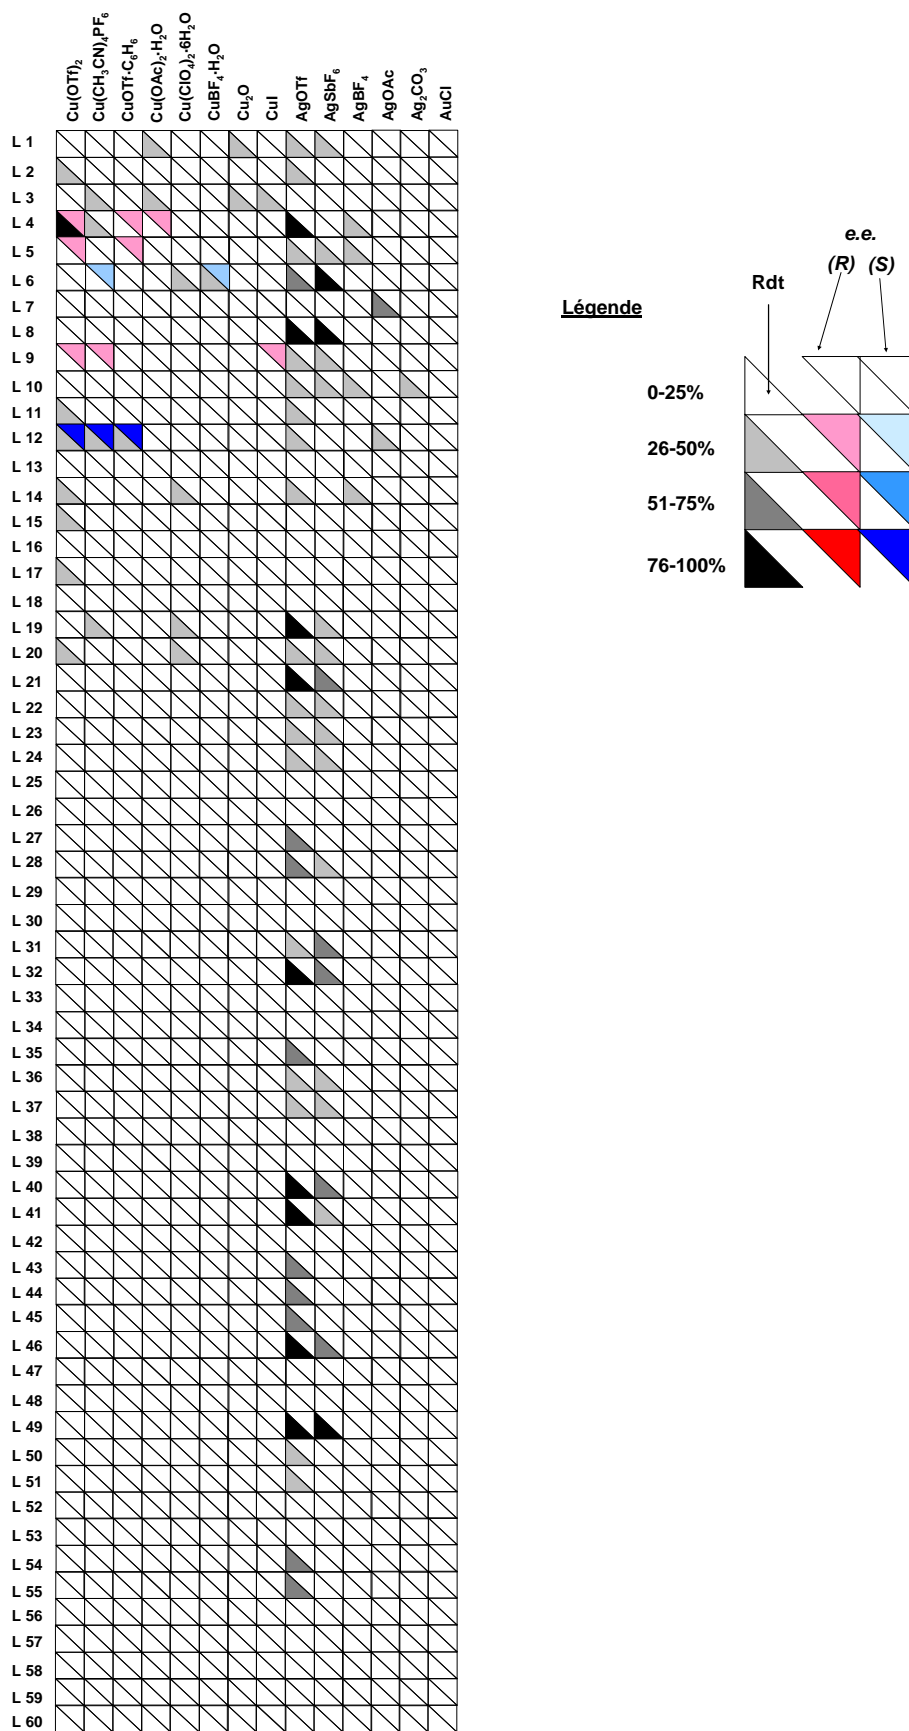 Cu(OTf)₂
Cu(CH₃CN)₄PF₆
CuOTf·C₆H₆
Cu(OAc)₂·H₂O
Cu(ClO₄)₂·6H₂O
CuBF₄·H₂O
Cu₂O
CuI
AgOTf
AgSbF₆
AgBF₄
AgOAc
Ag₂CO₃
AuCl
L 1
L 2
L 3
L 4
L 5
L 6
L 7
L 8
L 9
L 10
L 11
L 12
L 13
L 14
L 15
L 16
L 17
L 18
L 19
L 20
L 21
L 22
L 23
L 24
L 25
L 26
L 27
L 28
L 29
L 30
L 31
L 32
L 33
L 34
L 35
L 36
L 37
L 38
L 39
L 40
L 41
L 42
L 43
L 44
L 45
L 46
L 47
L 48
L 49
L 50
L 51
L 52
L 53
L 54
L 55
L 56
L 57
L 58
L 59
L 60
Légende
Rdt
e.e.
(R) (S)
0-25%
26-50%
51-75%
76-100%